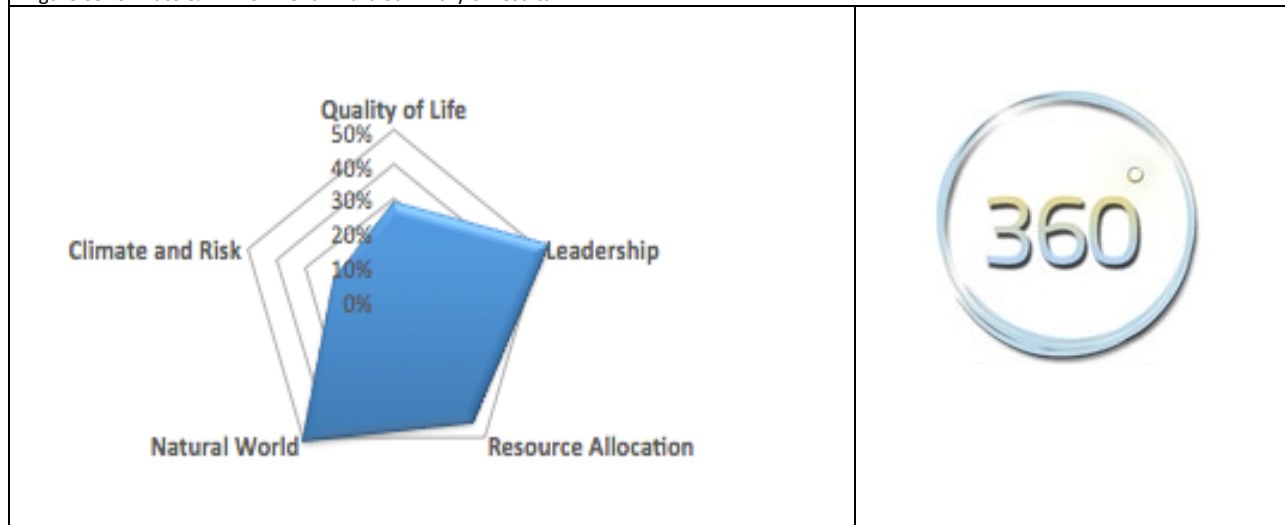 Quality of Life
50%
40%
30%
20%
10%
0%
Climate and Risk
Leadership
Natural World
Resource Allocation
360°